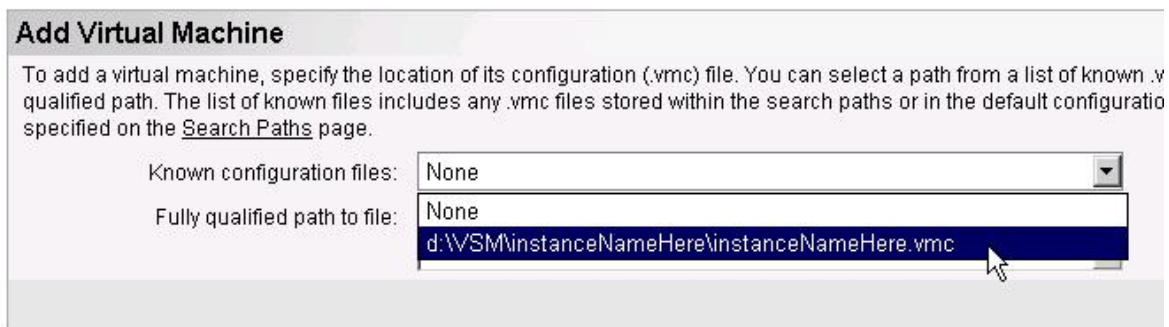 Add Virtual Machine
To add a virtual machine, specify the location of its configuration (.vmc) file. You can select a path from a list of known
qualified path. The list of known files includes any .vmc files stored within the search paths or in the default
specified on the Search Paths page.
Known configuration files: None
Fully qualified path to file: None
d:\VSM\instanceNameHere\instanceNameHere.vmc